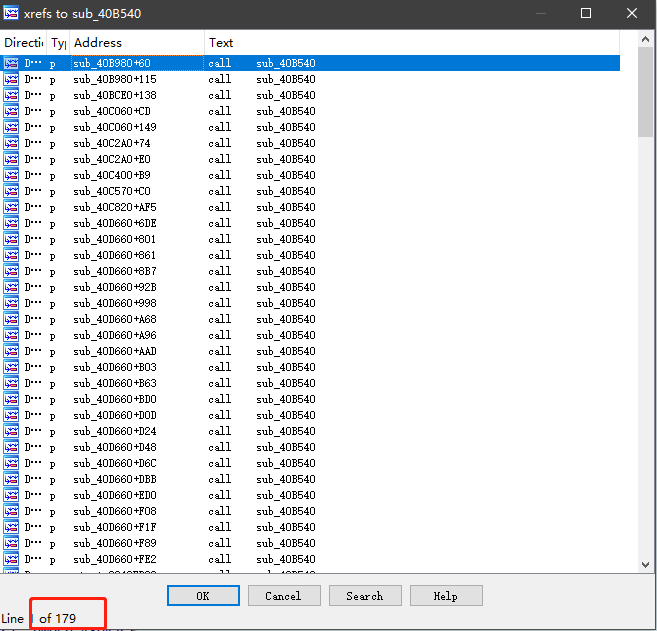 xrefs to sub_40B540
Directic Ty Address Text
D··· p sub_40B980+60 call sub_40B540
D··· p sub_40B980+115 call sub_40B540
D··· p sub_40BCE0+138 call sub_40B540
D··· p sub_40C060+CD call sub_40B540
D··· p sub_40C060+149 call sub_40B540
D··· p sub_40C2A0+74 call sub_40B540
D··· p sub_40C2A0+E0 call sub_40B540
D··· p sub_40C400+B9 call sub_40B540
D··· p sub_40C570+C0 call sub_40B540
D··· p sub_40C820+AF5 call sub_40B540
D··· p sub_40D660+6DE call sub_40B540
D··· p sub_40D660+801 call sub_40B540
D··· p sub_40D660+861 call sub_40B540
D··· p sub_40D660+8B7 call sub_40B540
D··· p sub_40D660+92B call sub_40B540
D··· p sub_40D660+998 call sub_40B540
D··· p sub_40D660+A68 call sub_40B540
D··· p sub_40D660+A96 call sub_40B540
D··· p sub_40D660+AAD call sub_40B540
D··· p sub_40D660+B03 call sub_40B540
D··· p sub_40D660+B63 call sub_40B540
D··· p sub_40D660+BD0 call sub_40B540
D··· p sub_40D660+D0D call sub_40B540
D··· p sub_40D660+D24 call sub_40B540
D··· p sub_40D660+D48 call sub_40B540
D··· p sub_40D660+D6C call sub_40B540
D··· p sub_40D660+DBB call sub_40B540
D··· p sub_40D660+ED0 call sub_40B540
D··· p sub_40D660+F08 call sub_40B540
D··· p sub_40D660+F1F call sub_40B540
D··· p sub_40D660+F89 call sub_40B540
D··· p sub_40D660+FE2 call sub_40B540
OK Cancel Search Help
Line 1 of 179